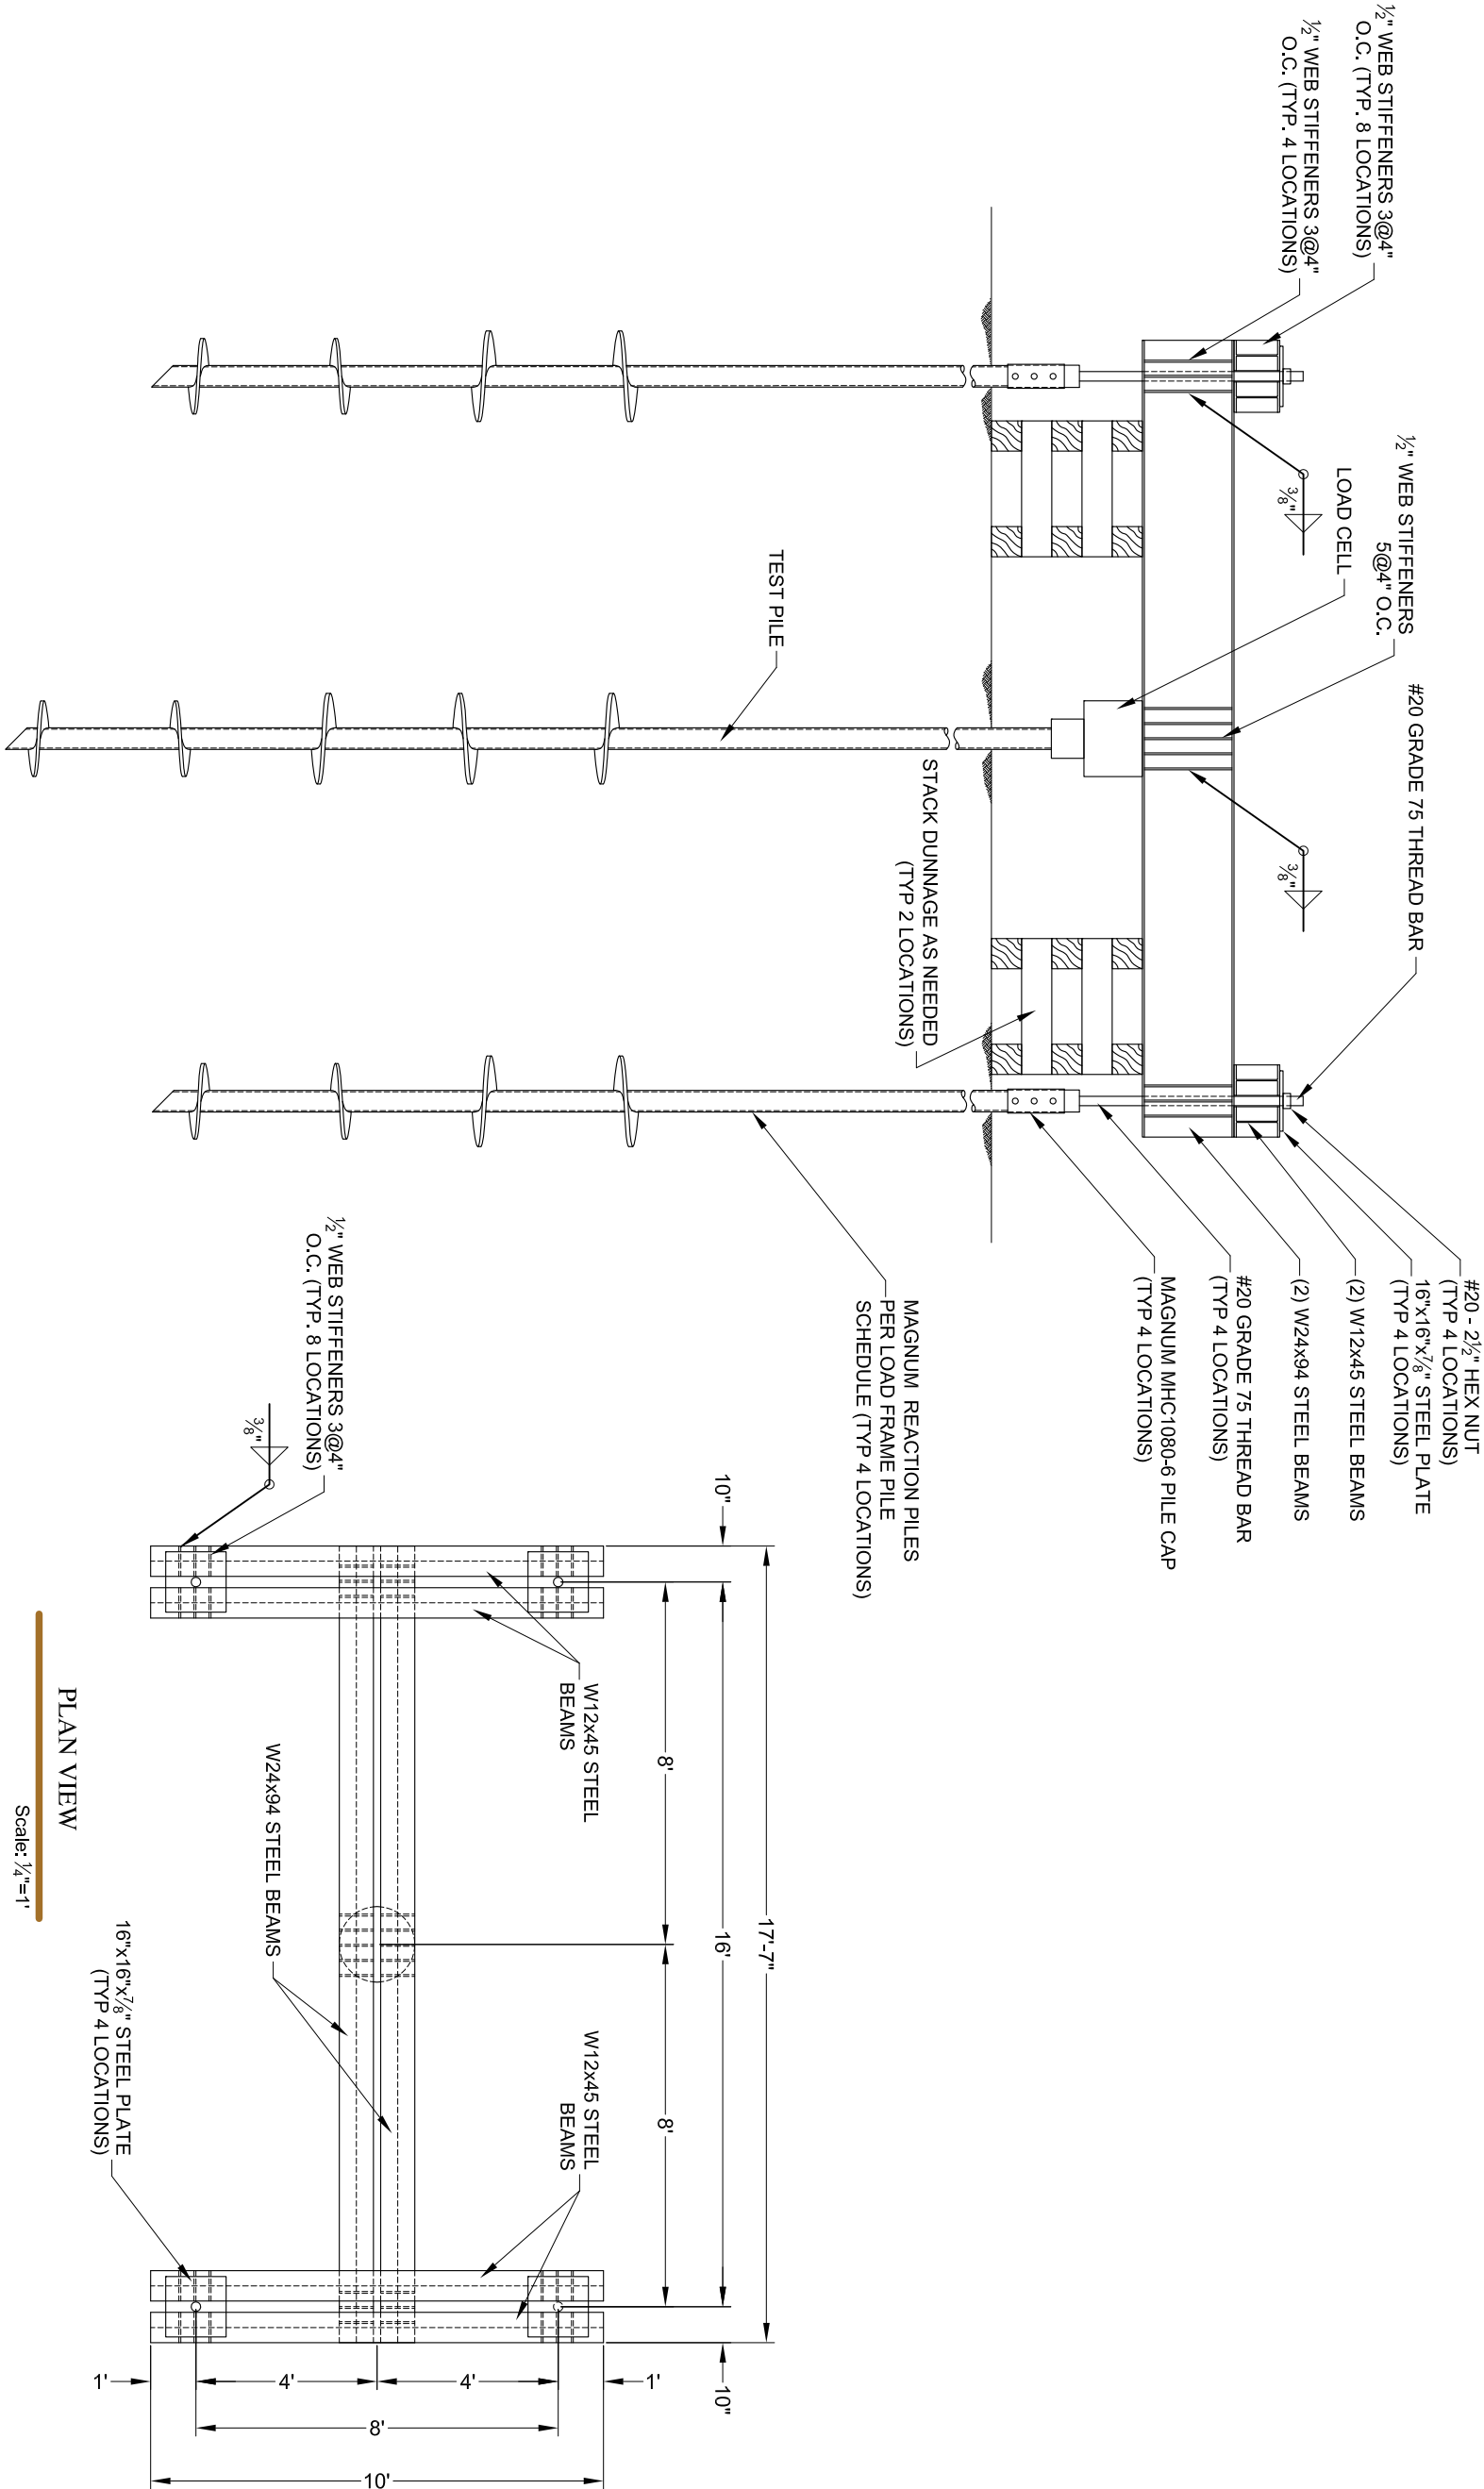 ½" WEB STIFFENERS 3@4"
O.C. (TYP. 8 LOCATIONS)
½" WEB STIFFENERS 3@4"
O.C. (TYP. 4 LOCATIONS)
⅜"
LOAD CELL
½" WEB STIFFENERS
5@4" O.C.
⅜"
#20 GRADE 75 THREAD BAR
#20 - 2½" HEX NUT
(TYP 4 LOCATIONS)
16"x16"x⅞" STEEL PLATE
(TYP 4 LOCATIONS)
(2) W12x45 STEEL BEAMS
(2) W24x94 STEEL BEAMS
#20 GRADE 75 THREAD BAR
(TYP 4 LOCATIONS)
MAGNUM MHC1080-6 PILE CAP
(TYP 4 LOCATIONS)
MAGNUM REACTION PILES
PER LOAD FRAME PILE
SCHEDULE (TYP 4 LOCATIONS)
TEST PILE
STACK DUNNAGE AS NEEDED
(TYP 2 LOCATIONS)
17'-7"
10"
16'
10"
8'
8'
W12x45 STEEL
BEAMS
W12x45 STEEL
BEAMS
½" WEB STIFFENERS 3@4"
O.C. (TYP. 8 LOCATIONS)
⅜"
W24x94 STEEL BEAMS
16"x16"x⅞" STEEL PLATE
(TYP 4 LOCATIONS)
1'
4'
4'
1'
8'
10'
PLAN VIEW
Scale: ¼"=1'